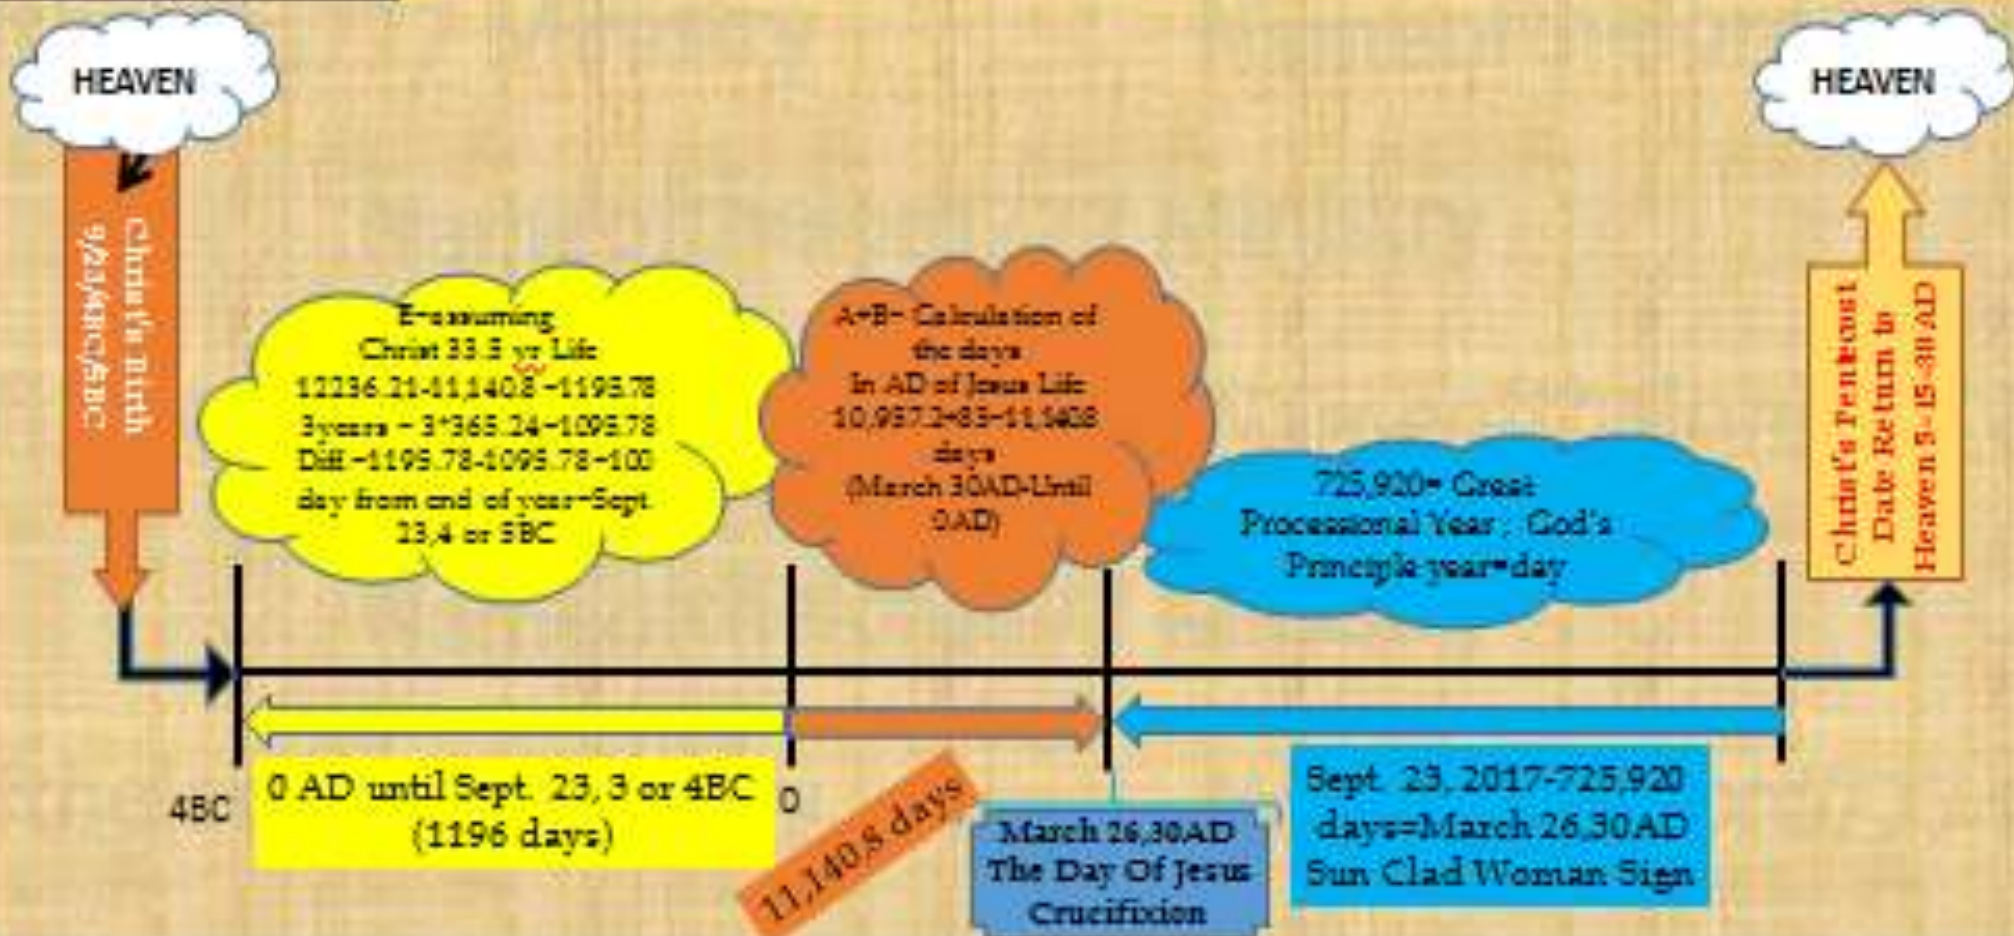 HEAVEN
HEAVEN
Christ's Birth
9/23/4BC/5BC
E=assuming
Christ 33.5 yr Life
12236.21-11,140.8 =1195.78
3years = 3*365.24=1095.78
Diff.=1195.78-1095.78=100
day from end of year=Sept.
23,4 or 5BC
A+B= Calculation of
the days
In AD of Jesus Life
days
(March 30AD-Until
0AD)
725,920= Great
Processional Year , God's
Principle year=day
Christ's Pentecost
Date Return to
Heaven 5-15-30 AD
4BC
0 AD until Sept. 23, 3 or 4BC
(1196 days)
0
11,140,8 days
March 26,30AD
The Day Of Jesus
Crucifixion
Sept. 23, 2017-725,920
days=March 26,30AD
Sun Clad Woman Sign